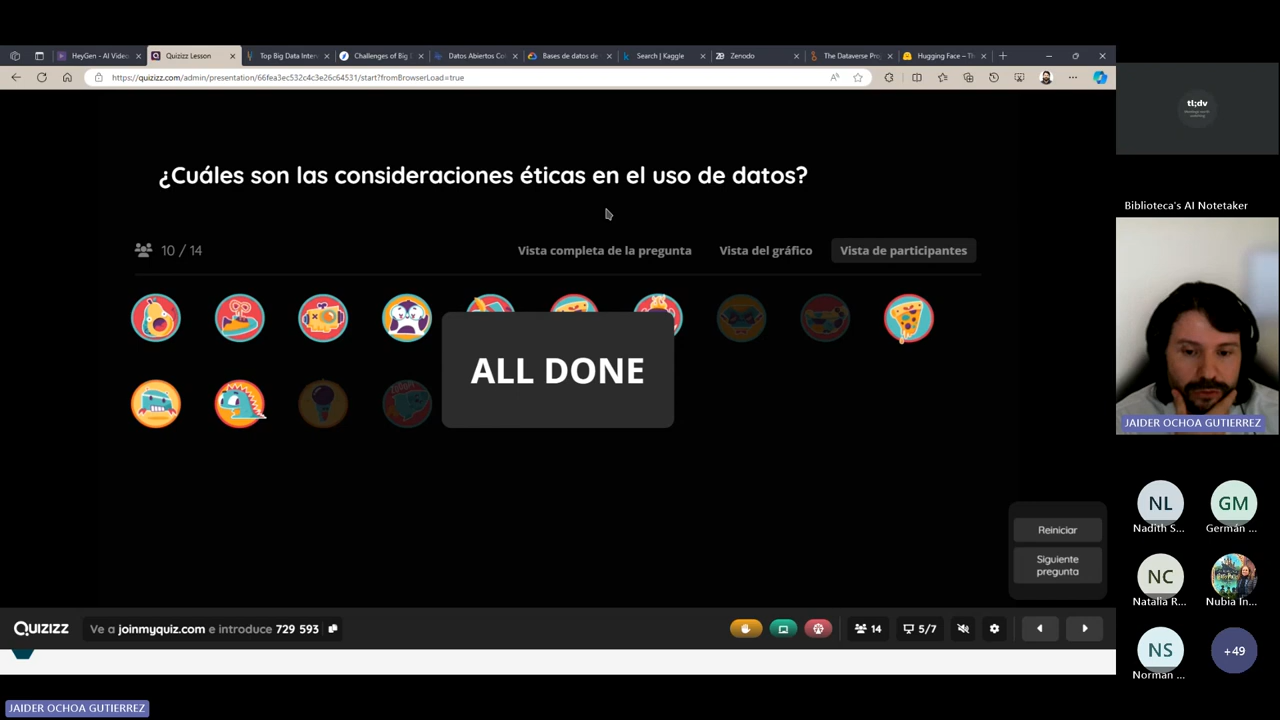 HeyGen - AI Video
Quizizz Lesson
Top Big Data Inter
Challenges of Big
Datos Abiertos Co
Bases de datos de
Search | Kaggle
Zenodo
The Dataverse Pro
Hugging Face – Th
https://quizizz.com/admin/presentation/66fea3ec532c4c3e26c64531/start?fromBrowserLoad=true
tl;dv
Biblioteca's AI Notetaker
¿Cuáles son las consideraciones éticas en el uso de datos?
10 / 14
Vista completa de la pregunta
Vista del gráfico
Vista de participantes
ALL DONE
JAIDER OCHOA GUTIERREZ
NL
Nadith S...
GM
Germán ...
Reiniciar
Siguiente
pregunta
NC
Natalia R...
Nubia In...
QUIZIZZ
Ve a joinmyquiz.com e introduce 729 593
14
5/7
NS
Norman ...
+49
JAIDER OCHOA GUTIERREZ